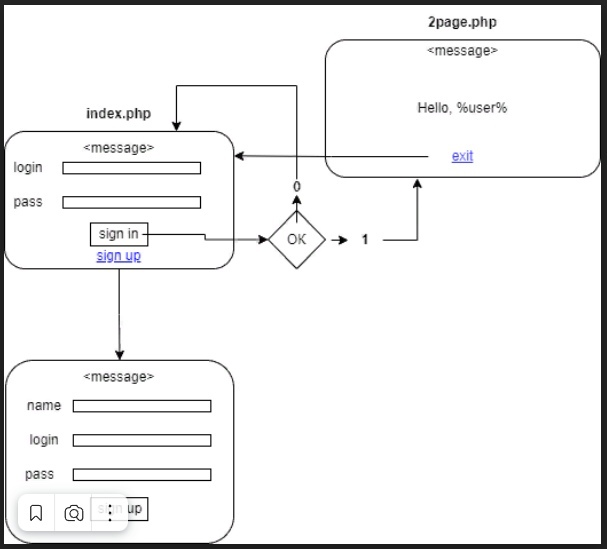 2page.php
<message>
Hello, %user%
exit
index.php
<message>
login
pass
sign in
sign up
OK
0
1
<message>
name
login
pass
up